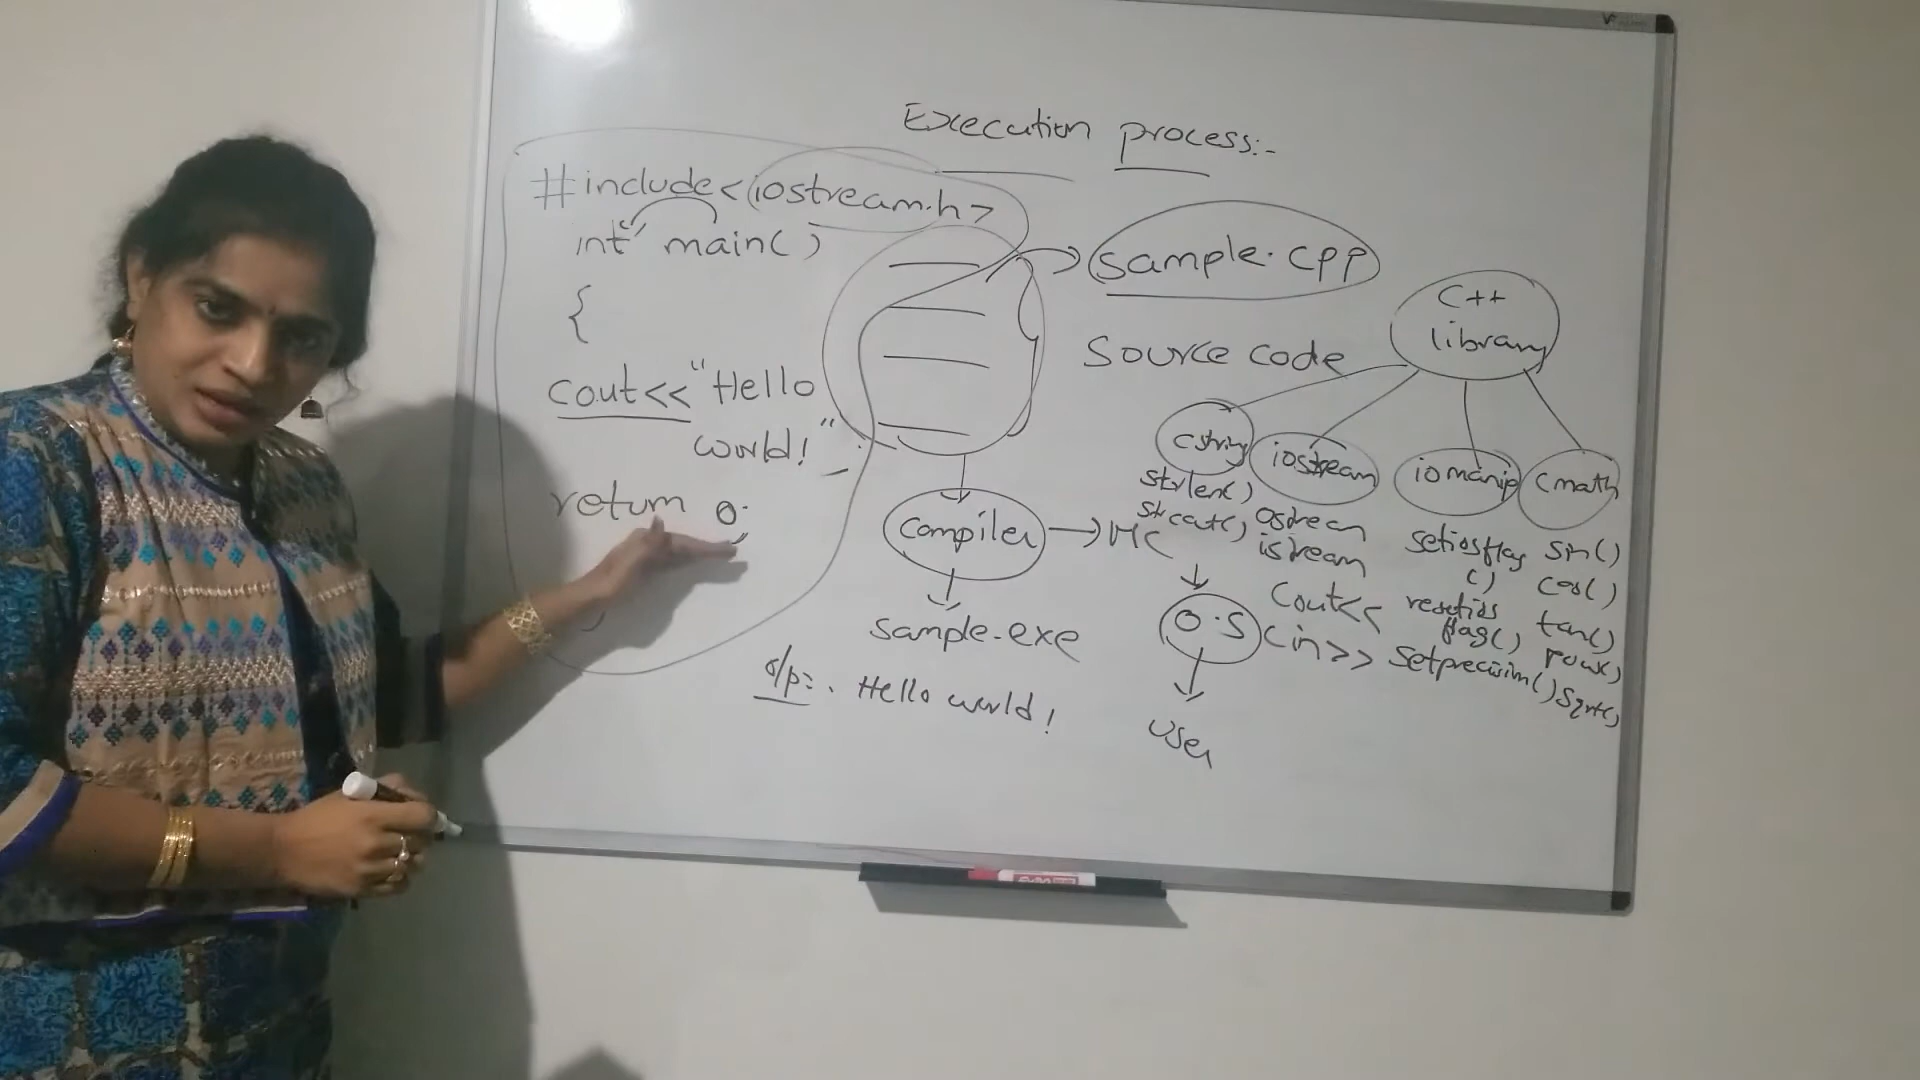 Execution process:-
#include<iostream.h>
int main()
{
cout<<"Hello
world!";
return 0;
sample.cpp
source code
compiler
MC
sample.exe
O.S
user
o/p:. Hello world!
C++
library
cstring
strlen()
strcat()
iostream
ostream
istream
cout<<
cin>>
iomanip
setiosflag
()
resetios
flag()
setprecision()
cmath
sin()
cos()
tan()
pow()
sqrt()